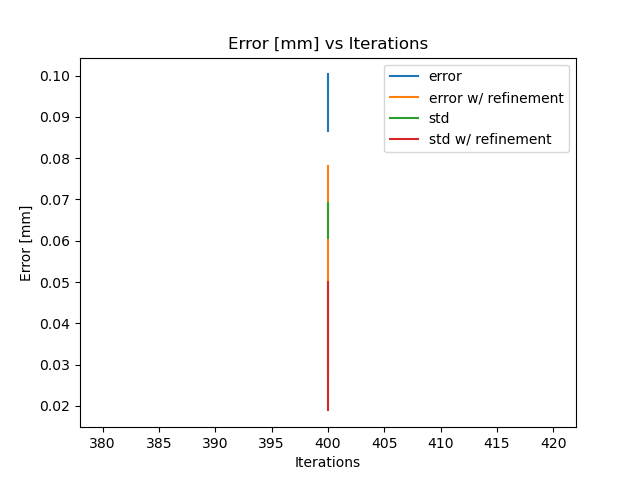 Error [mm] vs Iterations
error
error w/ refinement
std
std w/ refinement
0.10
0.09
0.08
0.07
0.06
0.05
0.04
0.03
0.02
Error [mm]
380 385 390 395 400 405 410 415 420
Iterations